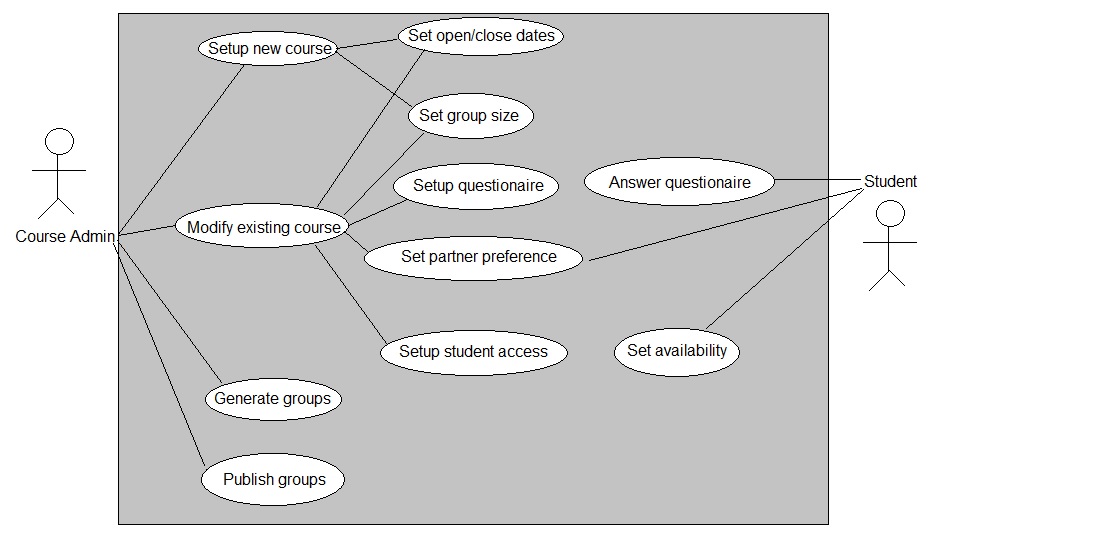 Set open/close dates
Setup new course
Set group size
Setup questionaire
Answer questionaire
Student
Modify existing course
Course Admin
Set partner preference
Setup student access
Set availability
Generate groups
Publish groups